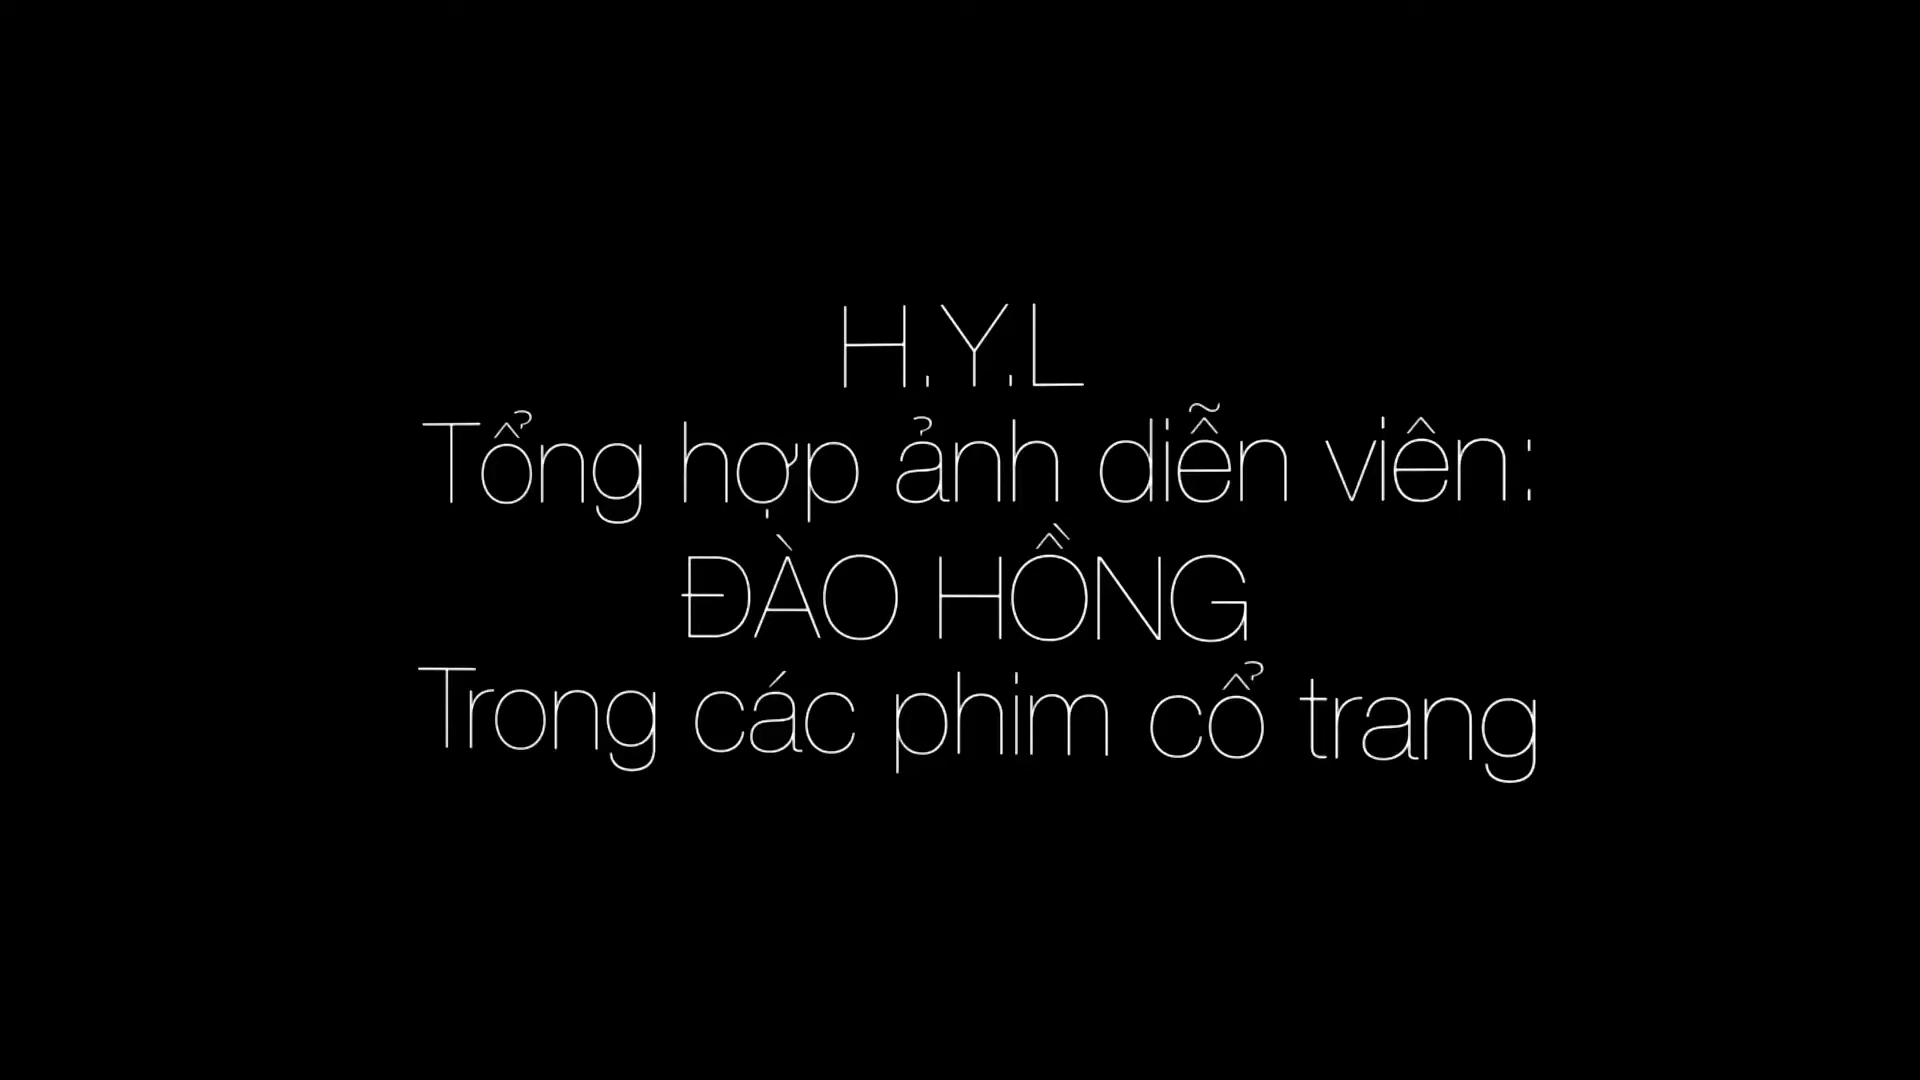 H.Y.L
Tổng hợp ảnh diễn viên:
ĐÀO HỒNG
Trong các phim cổ trang